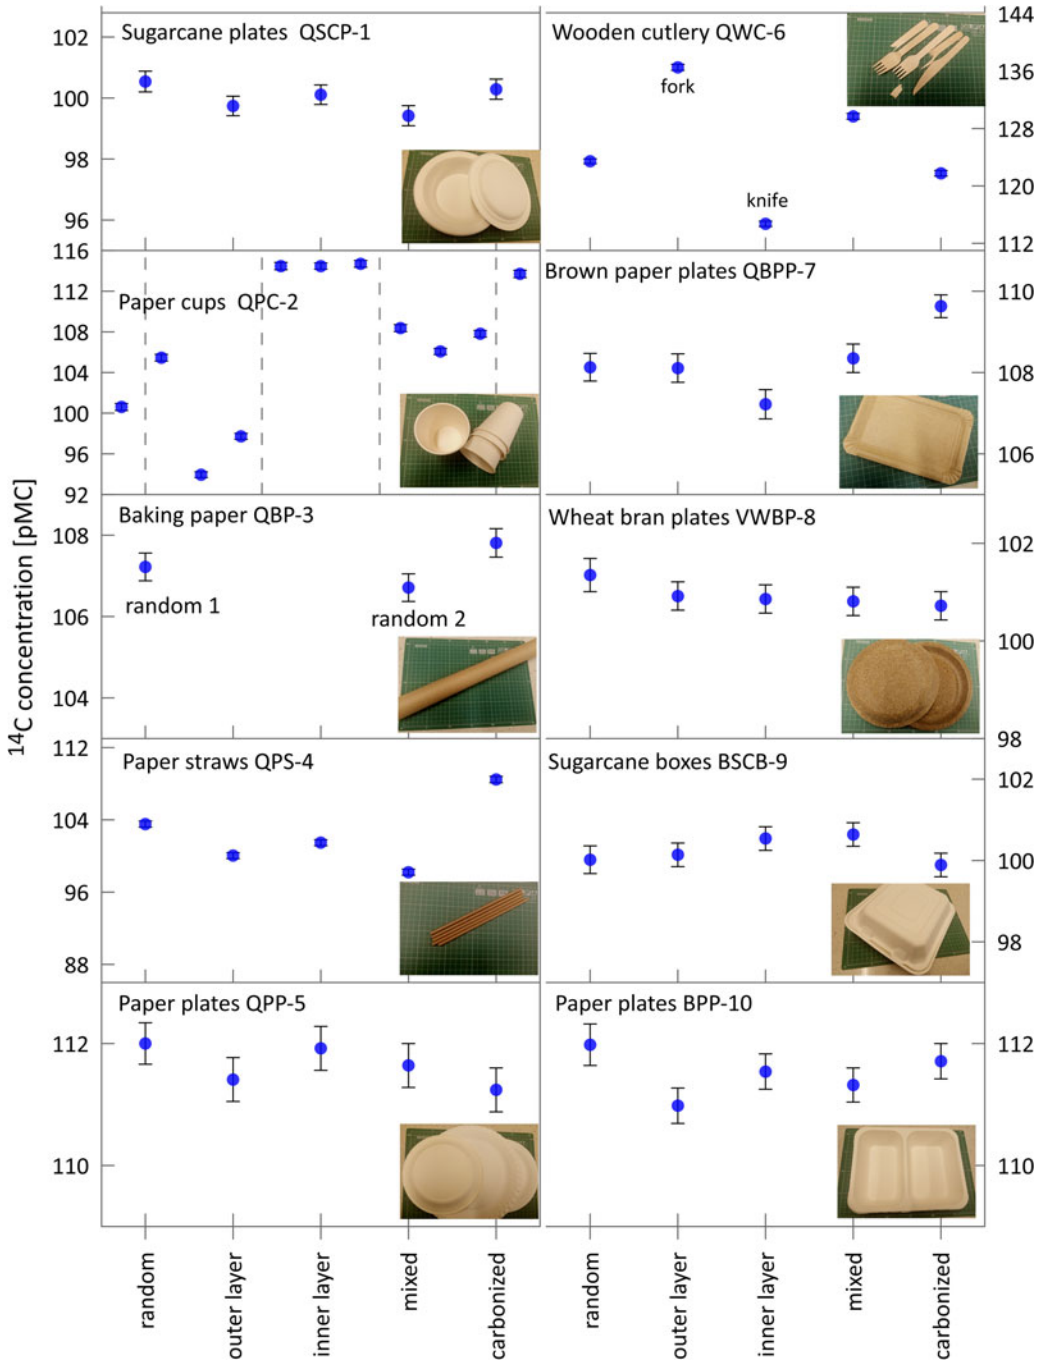 ¹⁴C concentration [pMC]
Sugarcane plates QSCP-1
102
100
98
96
Wooden cutlery QWC-6
fork
knife
144
136
128
120
112
Paper cups QPC-2
116
112
108
104
100
96
92
Brown paper plates QBPP-7
110
108
106
Baking paper QBP-3
108
106
104
random 1
random 2
Wheat bran plates VWBP-8
102
100
98
Paper straws QPS-4
112
104
96
88
Sugarcane boxes BSCB-9
102
100
98
Paper plates QPP-5
112
110
Paper plates BPP-10
112
110
random
outer layer
inner layer
mixed
carbonized
random
outer layer
inner layer
mixed
carbonized